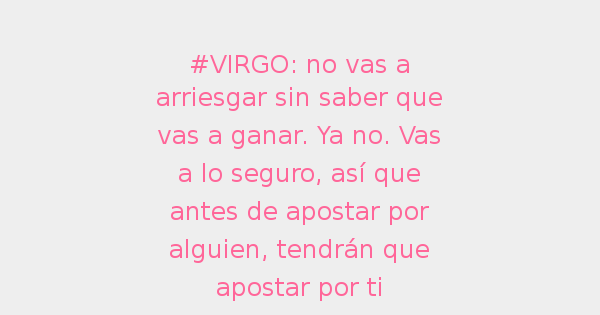 #VIRGO: no vas a
arriesgar sin saber que
vas a ganar. Ya no. Vas
a lo seguro, así que
antes de apostar por
alguien, tendrán que
apostar por ti